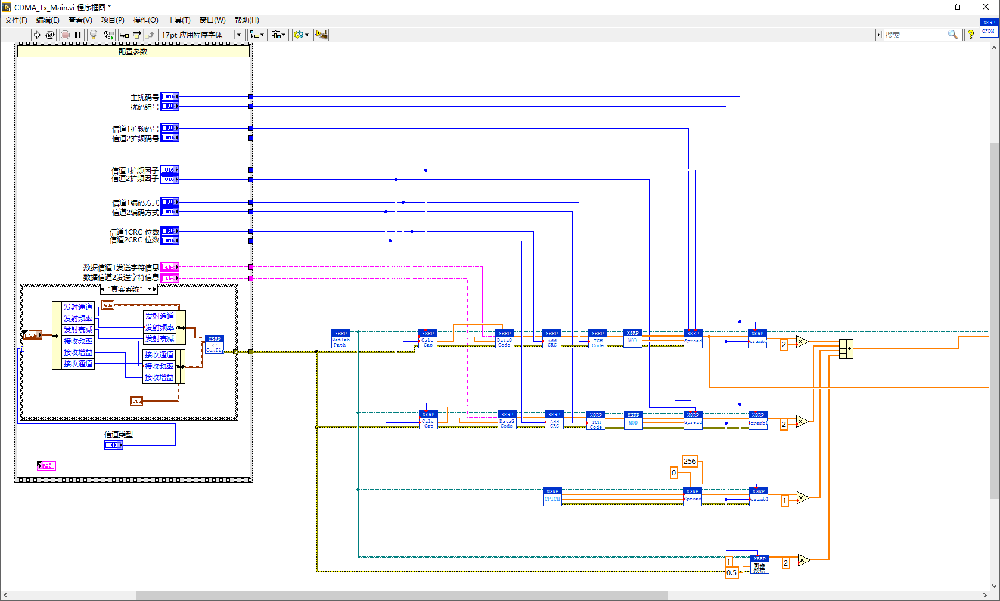 CDMA_Tx_Main.vi 程序框图 *
文件(F) 编辑(E) 查看(V) 项目(P) 操作(O) 工具(T) 窗口(W) 帮助(H)
XSRP
OFDM
17pt 应用程序字体
搜索
配置参数
主扰码号 U16
扰码组号 U16
信道1扩频码号 U16
信道2扩频码号 U16
信道1扩频因子 U16
信道2扩频因子 U16
信道1编码方式 U16
信道2编码方式 U16
信道1CRC 位数 U16
信道2CRC 位数 U16
数据信道1发送字符信息 abc
数据信道2发送字符信息 abc
"真实系统"
发射通道
发射频率
发射衰减
接收频率
接收增益
接收通道
发射通道
发射频率
发射衰减
接收通道
接收频率
接收增益
XSRP
RF
Config
信道类型
XSRP
Matlab
Path
XSRP
Calc
Cap
XSRP
DataS
Code
XSRP
Add
CRC
XSRP
TCH
Code
XSRP
MOD
XSRP
Spread
XSRP
crambl
2
XSRP
Calc
Cap
XSRP
DataS
Code
XSRP
Add
CRC
XSRP
TCH
Code
XSRP
MOD
XSRP
Spread
XSRP
crambl
2
256
0
XSRP
CPICH
XSRP
Spread
XSRP
crambl
1
1
0.5
XSRP
同步
数据
2